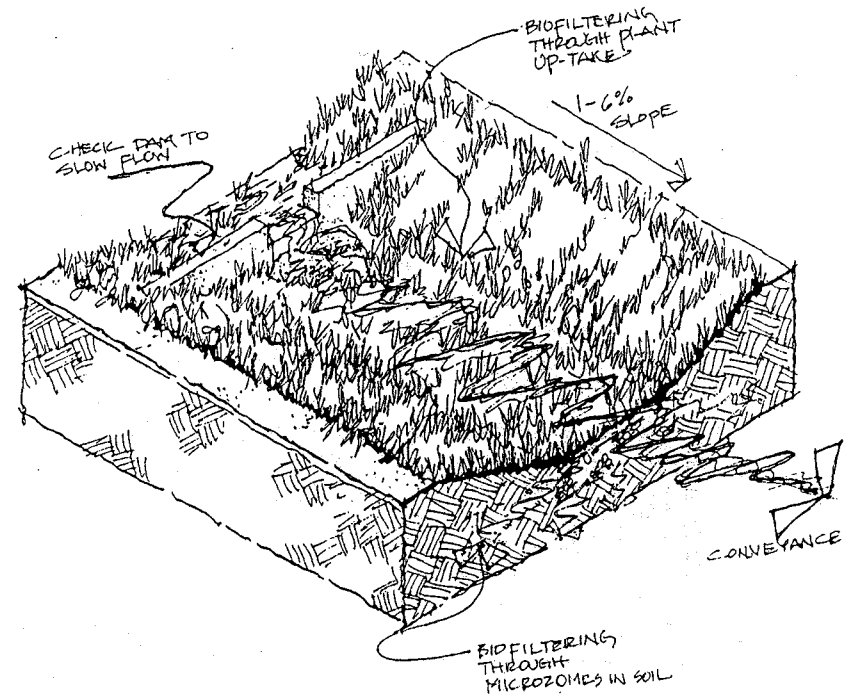 BIOFILTERING
THROUGH PLANT
UP-TAKE
1-6%
SLOPE
CHECK DAM TO
SLOW FLOW
CONVEYANCE
BIOFILTERING
THROUGH
MICROZOMES IN SOIL